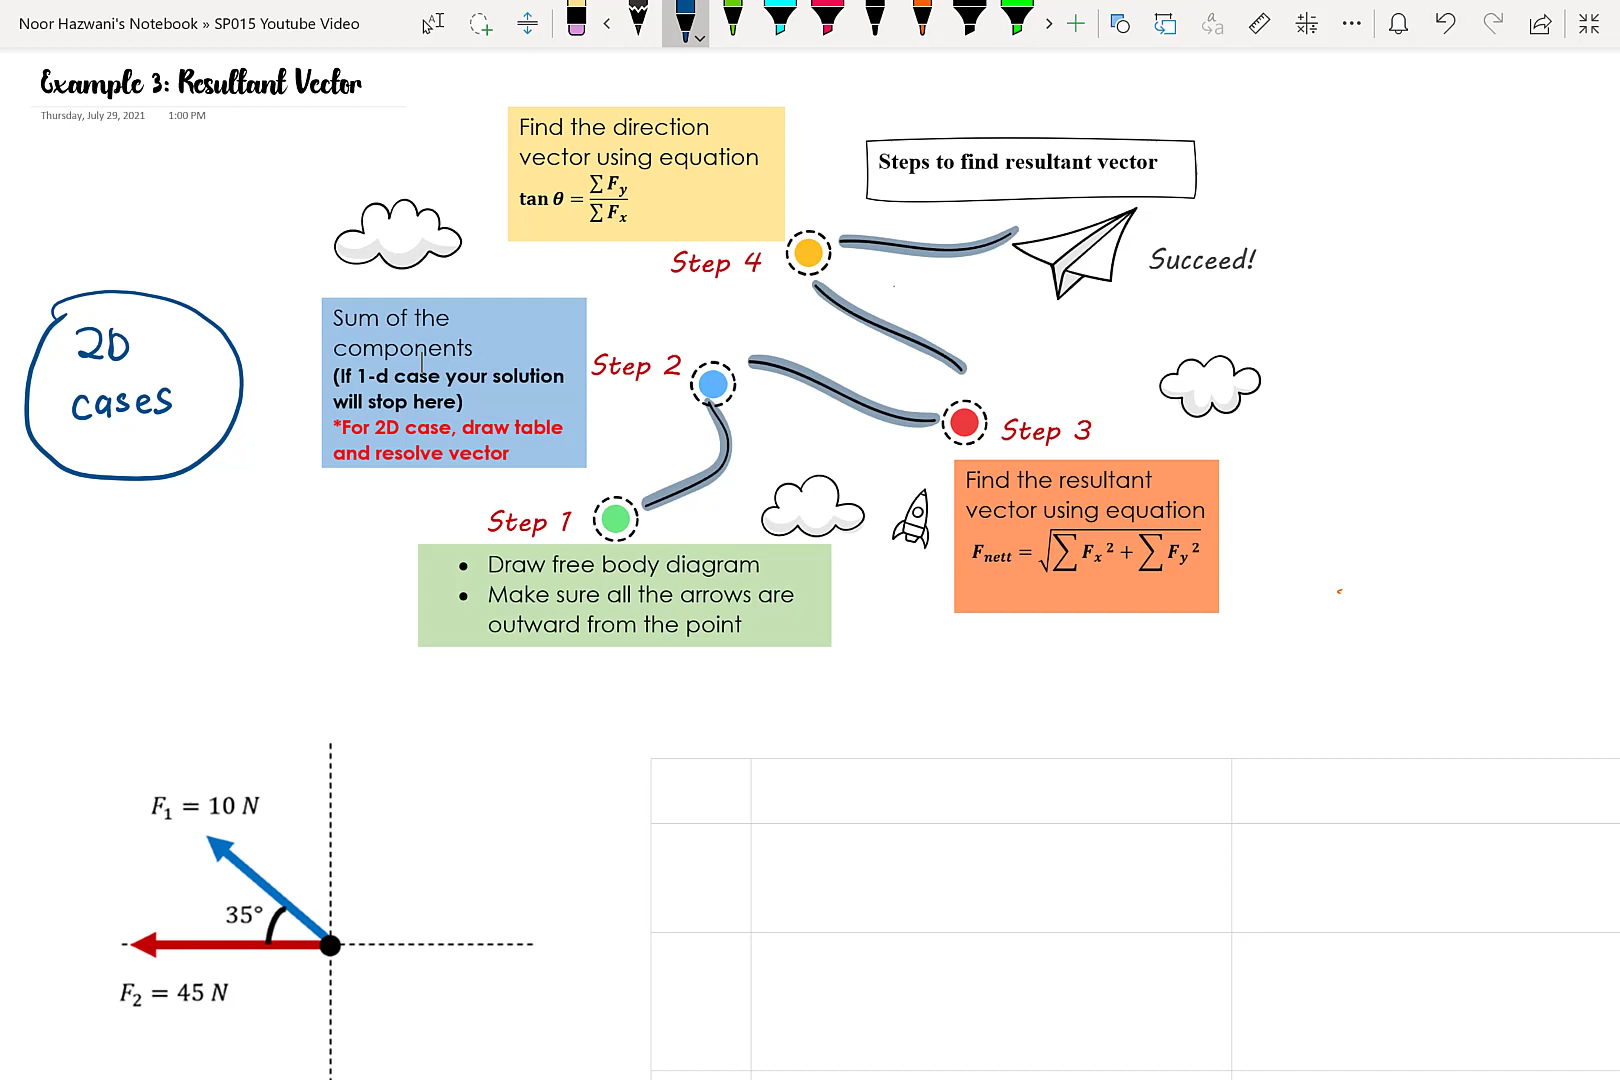 Noor Hazwani's Notebook » SP015 Youtube Video
Example 3: Resultant Vector
Thursday, July 29, 2021 1:00 PM
Find the direction
vector using equation
tan θ = ∑ F_y / ∑ F_x
Steps to find resultant vector
Step 4
Succeed!
2D
cases
Sum of the
components
(If 1-d case your solution
will stop here)
*For 2D case, draw table
and resolve vector
Step 2
Step 3
Find the resultant
vector using equation
F_nett = √(∑ F_x² + ∑ F_y²)
Step 1
• Draw free body diagram
• Make sure all the arrows are
outward from the point
F₁ = 10 N
35°
F₂ = 45 N